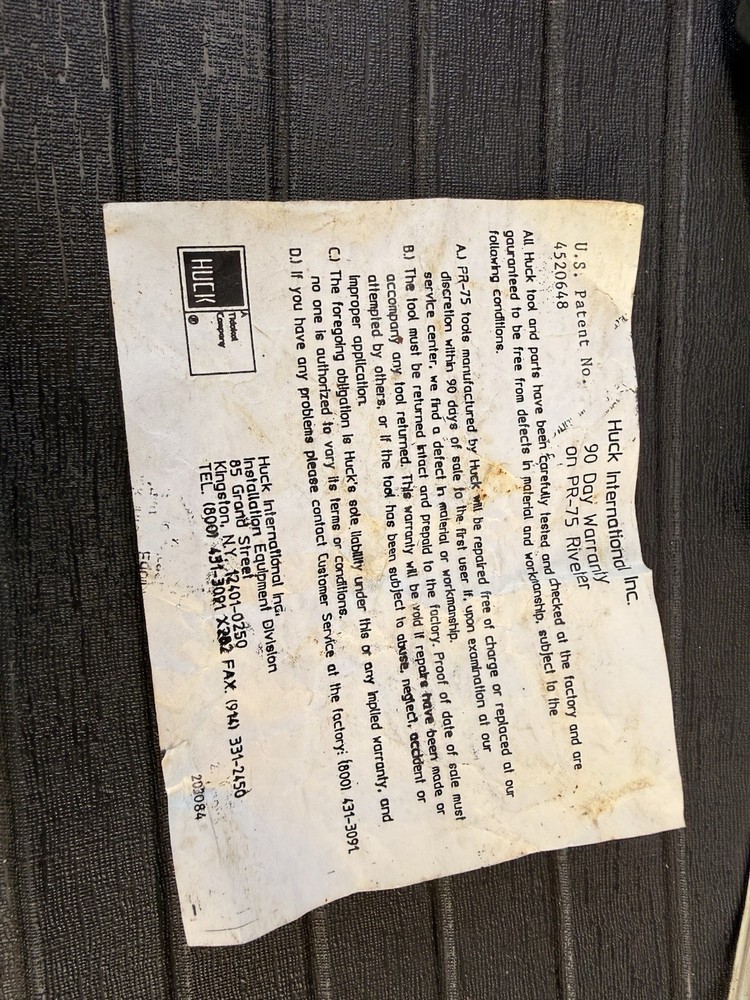 Huck International Inc.
90 Day Warranty
on PR-75 Riveter
U.S. Patent No.
4520648
All Huck tool and parts have been carefully tested and checked at the factory and are
gauranteed to be free from defects in material and workmanship, subject to the
following conditions.
A.) PR-75 tools manufactured by Huck will be repaired free of charge or replaced at our
discretion within 90 days of sale to the first user if, upon examination at our
service center, we find a defect in material or workmanship.
B.) The tool must be returned intact and prepaid to the factory. Proof of date of sale must
accompany any tool returned. This warranty will be void if repairs have been made or
attempted by others, or if the tool has been subject to abuse, neglect, accident or
improper application.
C.) The foregoing obligation is Huck's sole liability under this or any implied warranty, and
no one is authorized to vary its terms or conditions.
D.) If you have any problems please contact Customer Service at the factory: (800) 431-3091.
HUCK
A
Thiokol
Company
®
Huck International Inc.
Installation Equipment Division
85 Grand Street
Kingston, N.Y. 12401-0250
TEL. (800) 431-3091 X202 FAX. (914) 331-2450
203084